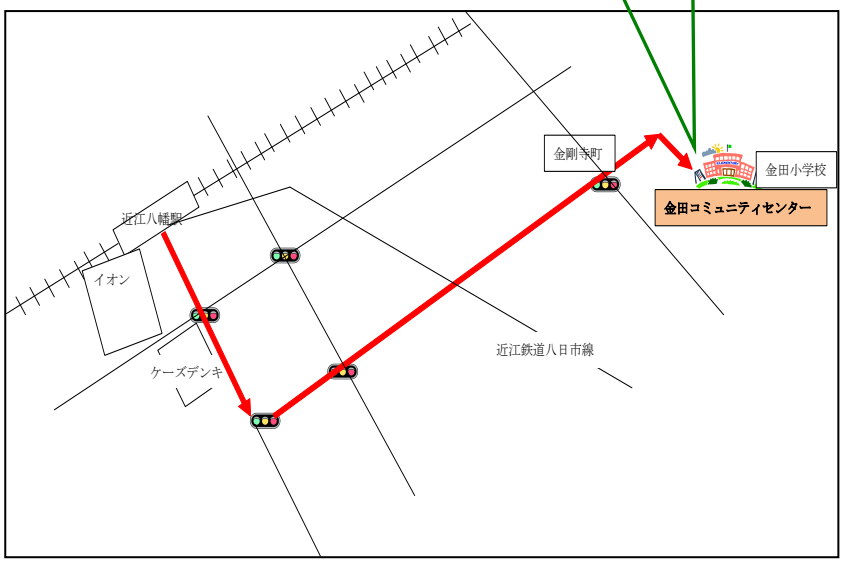 金剛寺町
金田小学校
金田コミュニティセンター
近江八幡駅
イオン
近江鉄道八日市線
ケーズデンキ